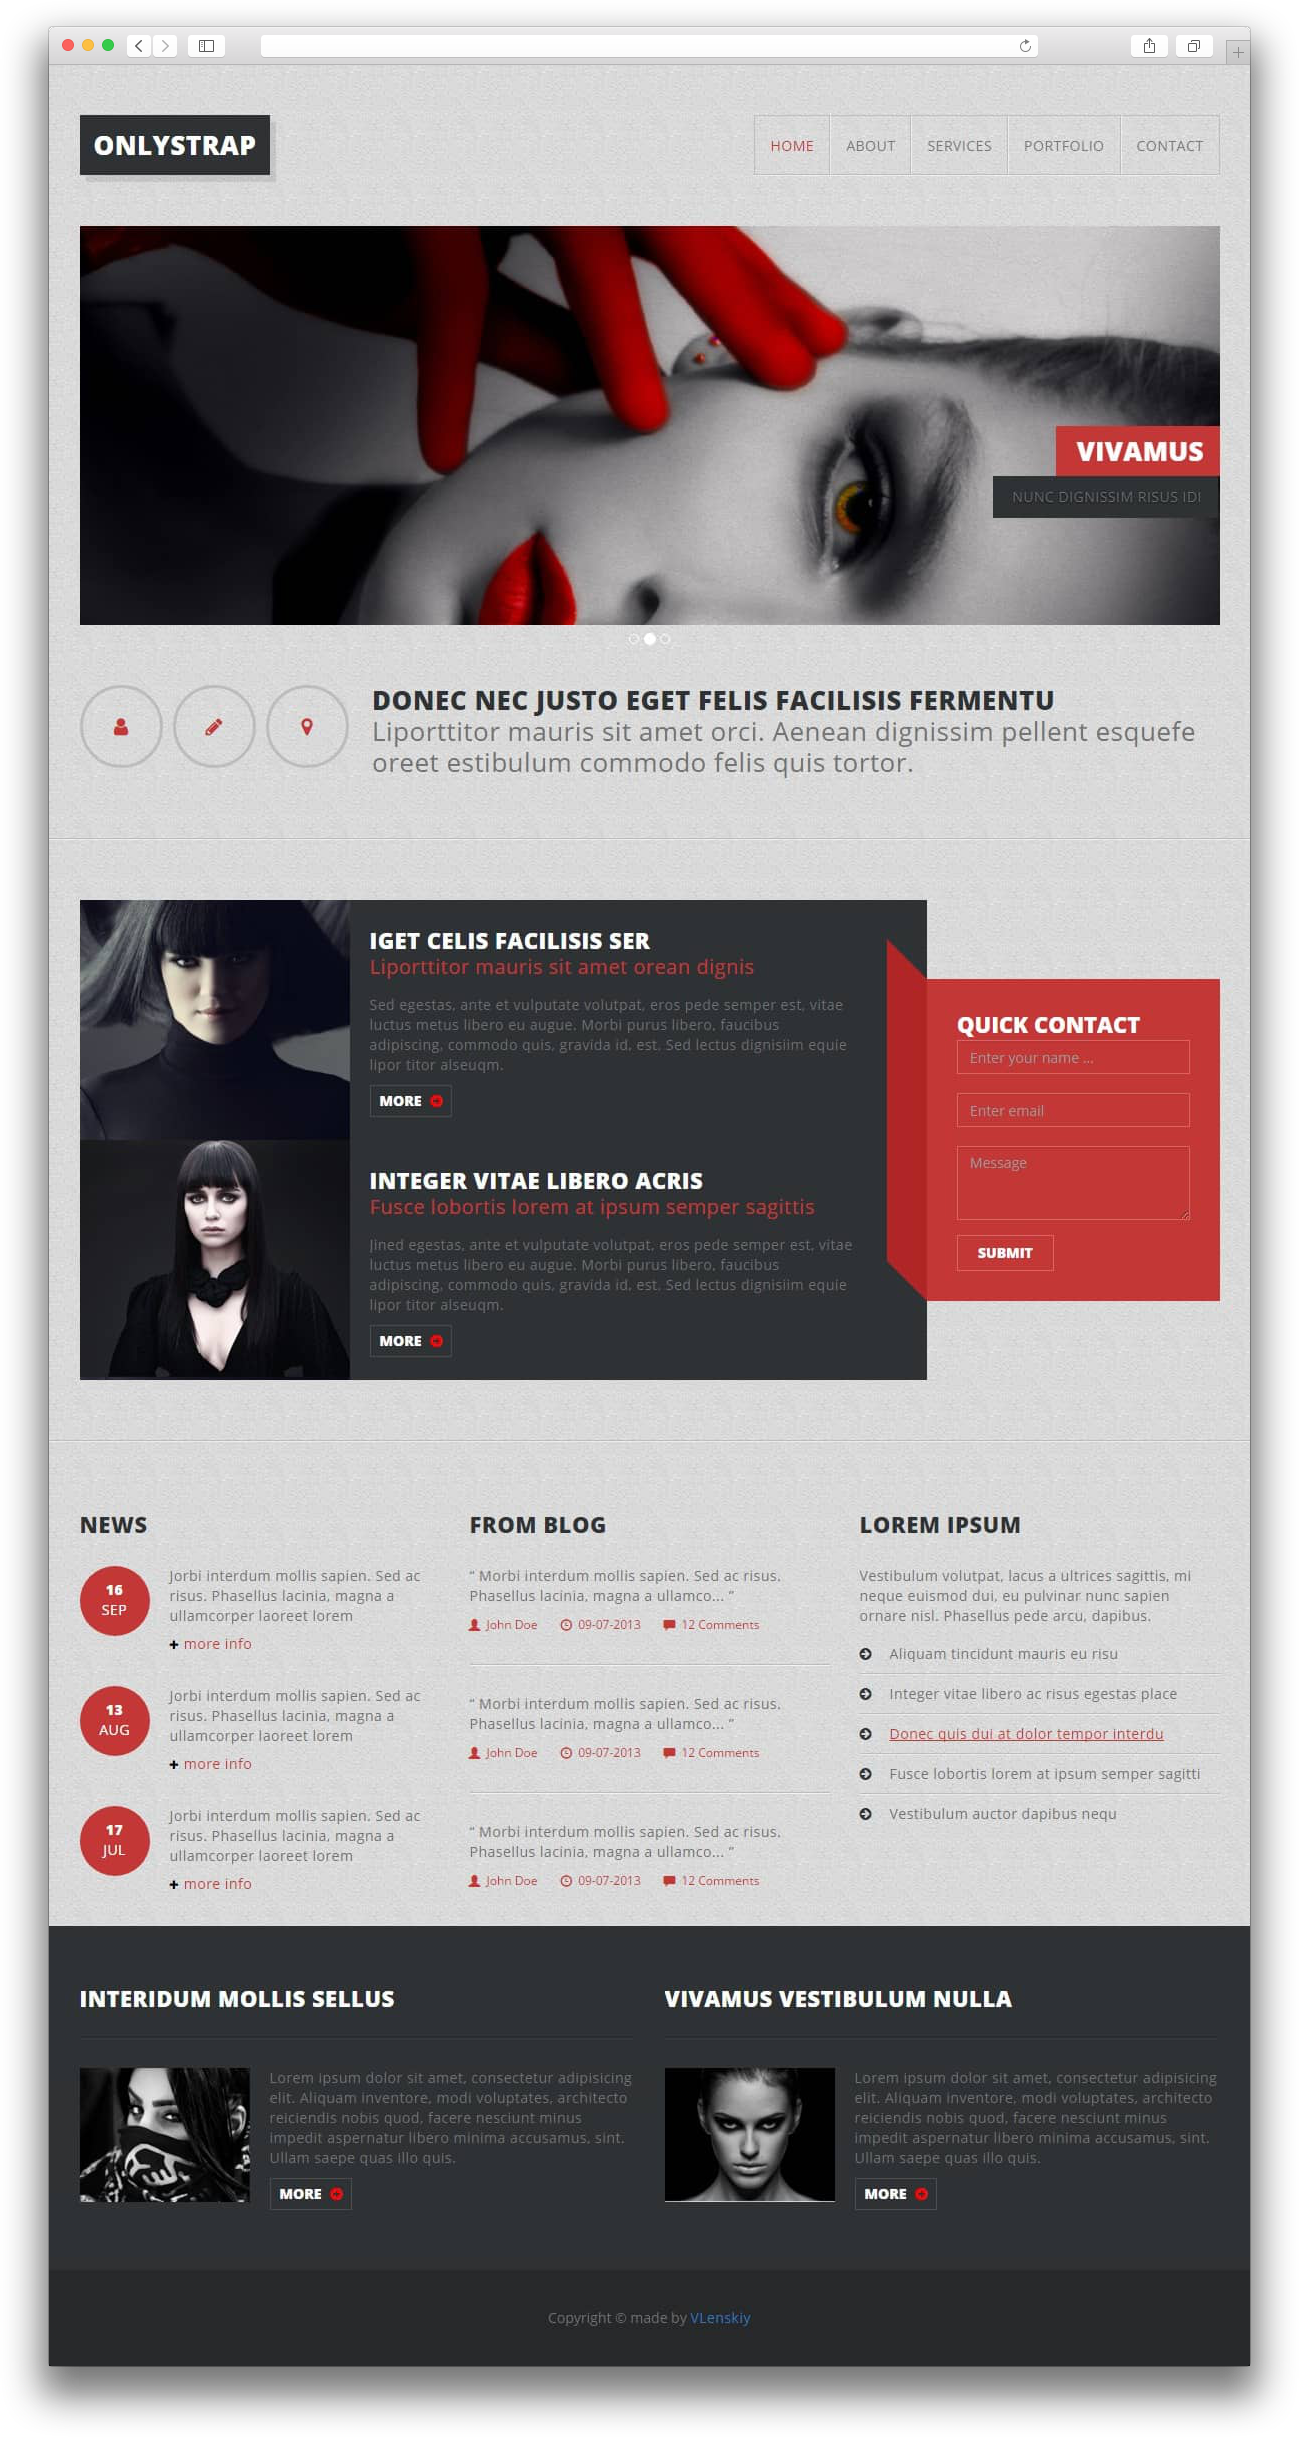 ONLYSTRAP
HOME ABOUT SERVICES PORTFOLIO CONTACT
VIVAMUS
NUNC DIGNISSIM RISUS IDI
DONEC NEC JUSTO EGET FELIS FACILISIS FERMENTU
Liporttitor mauris sit amet orci. Aenean dignissim pellent esquefe
oreet estibulum commodo felis quis tortor.
IGET CELIS FACILISIS SER
Liporttitor mauris sit amet orean dignis
Sed egestas, ante et vulputate volutpat, eros pede semper est, vitae
luctus metus libero eu augue. Morbi purus libero, faucibus
adipiscing, commodo quis, gravida id, est. Sed lectus dignisiim equie
lipor titor alseuqm.
MORE
INTEGER VITAE LIBERO ACRIS
Fusce lobortis lorem at ipsum semper sagittis
Jined egestas, ante et vulputate volutpat, eros pede semper est, vitae
luctus metus libero eu augue. Morbi purus libero, faucibus
adipiscing, commodo quis, gravida id, est. Sed lectus dignisiim equie
lipor titor alseuqm.
MORE
QUICK CONTACT
Enter your name ...
Enter email
Message
SUBMIT
NEWS
16
SEP
Jorbi interdum mollis sapien. Sed ac
risus. Phasellus lacinia, magna a
ullamcorper laoreet lorem
+ more info
13
AUG
Jorbi interdum mollis sapien. Sed ac
risus. Phasellus lacinia, magna a
ullamcorper laoreet lorem
+ more info
17
JUL
Jorbi interdum mollis sapien. Sed ac
risus. Phasellus lacinia, magna a
ullamcorper laoreet lorem
+ more info
FROM BLOG
“ Morbi interdum mollis sapien. Sed ac risus.
Phasellus lacinia, magna a ullamco... ”
John Doe 09-07-2013 12 Comments
“ Morbi interdum mollis sapien. Sed ac risus.
Phasellus lacinia, magna a ullamco... ”
John Doe 09-07-2013 12 Comments
“ Morbi interdum mollis sapien. Sed ac risus.
Phasellus lacinia, magna a ullamco... ”
John Doe 09-07-2013 12 Comments
LOREM IPSUM
Vestibulum volutpat, lacus a ultrices sagittis, mi
neque euismod dui, eu pulvinar nunc sapien
ornare nisl. Phasellus pede arcu, dapibus.
Aliquam tincidunt mauris eu risu
Integer vitae libero ac risus egestas place
Donec quis dui at dolor tempor interdu
Fusce lobortis lorem at ipsum semper sagitti
Vestibulum auctor dapibus nequ
INTERIDUM MOLLIS SELLUS
Lorem ipsum dolor sit amet, consectetur adipisicing
elit. Aliquam inventore, modi voluptates, architecto
reiciendis nobis quod, facere nesciunt minus
impedit aspernatur libero minima accusamus, sint.
Ullam saepe quas illo quis.
MORE
VIVAMUS VESTIBULUM NULLA
Lorem ipsum dolor sit amet, consectetur adipisicing
elit. Aliquam inventore, modi voluptates, architecto
reiciendis nobis quod, facere nesciunt minus
impedit aspernatur libero minima accusamus, sint.
Ullam saepe quas illo quis.
MORE
Copyright © made by VLenskiy